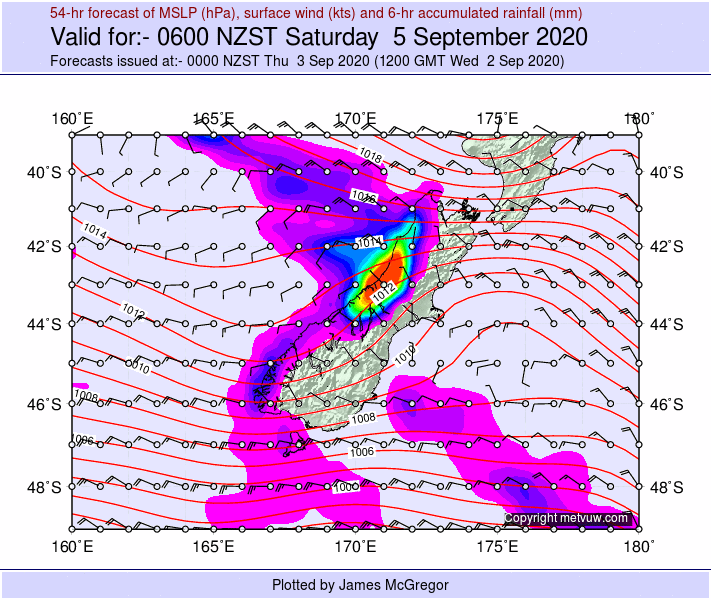 54-hr forecast of MSLP (hPa), surface wind (kts) and 6-hr accumulated rainfall (mm)
Valid for:- 0600 NZST Saturday 5 September 2020
Forecasts issued at:- 0000 NZST Thu 3 Sep 2020 (1200 GMT Wed 2 Sep 2020)
160˚E 165˚E 170˚E 175˚E 180˚
1018
40˚S 40˚S
1016
1014
42˚S 1014 42˚S
1012
1012
44˚S 44˚S
1010
1010
1008
46˚S 46˚S
1008
1006
1006
48˚S 1004 48˚S
Copyright metvuw.com
160˚E 165˚E 170˚E 175˚E 180˚
Plotted by James McGregor